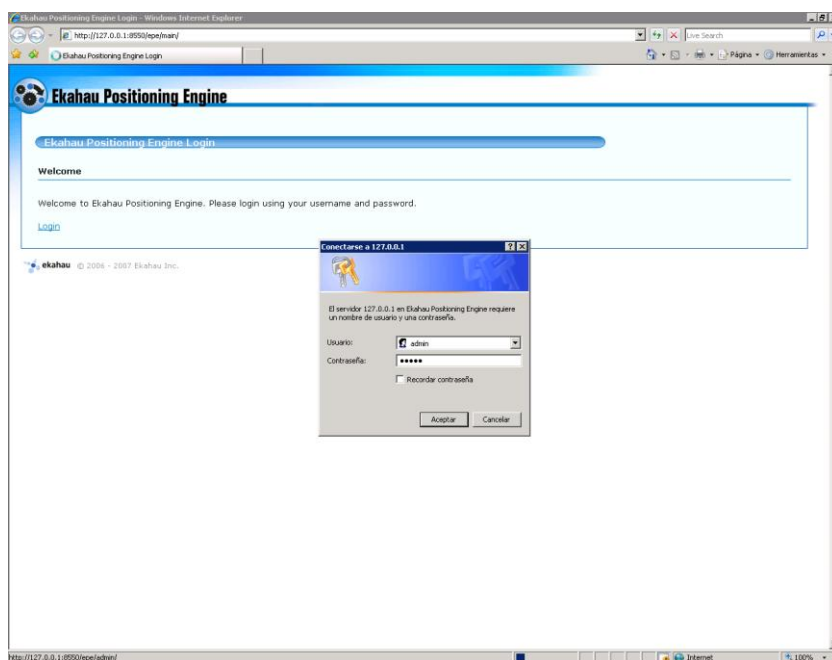 Ekahau Positioning Engine Login - Windows Internet Explorer
http://127.0.0.1:8550/epe/main/
Live Search
Ekahau Positioning Engine Login
Página
Herramientas
Ekahau Positioning Engine
Ekahau Positioning Engine Login
Welcome
Welcome to Ekahau Positioning Engine. Please login using your username and password.
Login
ekahau © 2006 - 2007 Ekahau Inc.
Conectarse a 127.0.0.1
El servidor 127.0.0.1 en Ekahau Positioning Engine requiere
un nombre de usuario y una contraseña.
Usuario: admin
Contraseña: •••••
Recordar contraseña
Aceptar Cancelar
http://127.0.0.1:8550/epe/admin/
Internet
100%